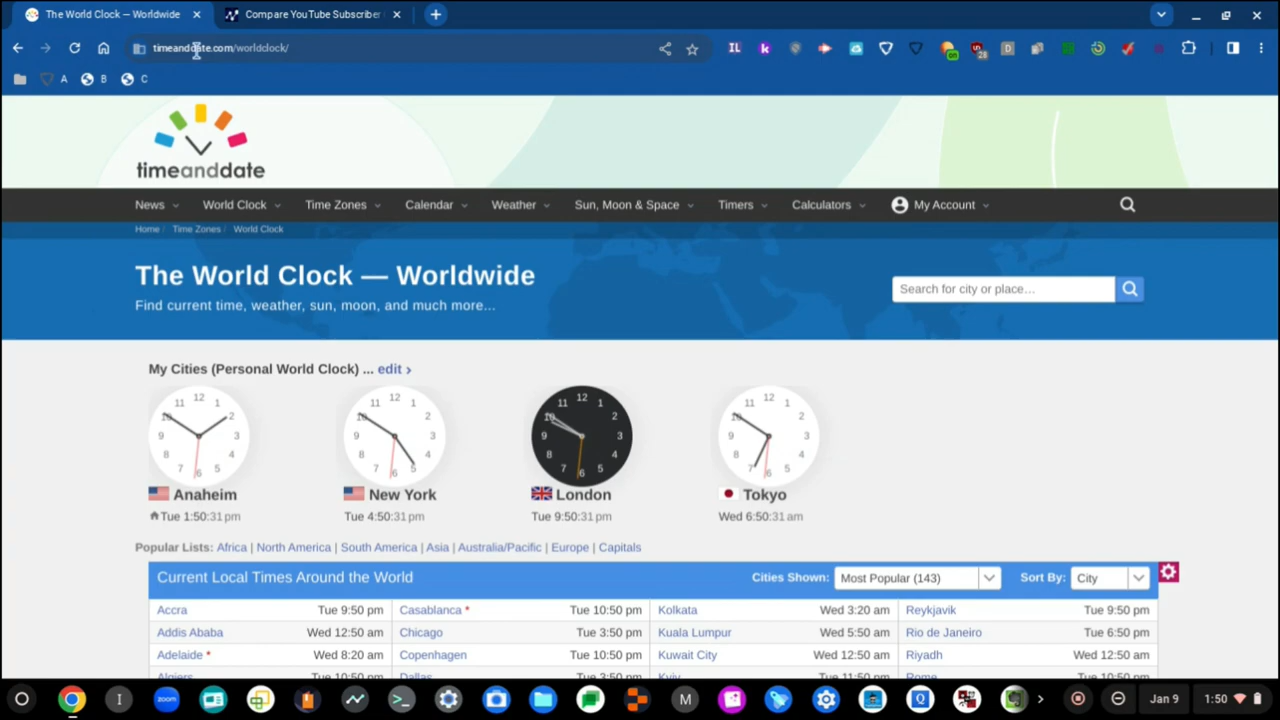 The World Clock — Worldwide
Compare YouTube Subscriber
timeanddate.com/worldclock/
A B C
timeanddate
News World Clock Time Zones Calendar Weather Sun, Moon & Space Timers Calculators My Account
Home / Time Zones / World Clock
The World Clock — Worldwide
Find current time, weather, sun, moon, and much more...
Search for city or place...
My Cities (Personal World Clock) ... edit ›
Anaheim New York London Tokyo
Tue 1:50:31 pm Tue 4:50:31 pm Tue 9:50:31 pm Wed 6:50:31 am
Popular Lists: Africa | North America | South America | Asia | Australia/Pacific | Europe | Capitals
Current Local Times Around the World Cities Shown: Most Popular (143) Sort By: City
Accra Tue 9:50 pm Casablanca * Tue 10:50 pm Kolkata Wed 3:20 am Reykjavik Tue 9:50 pm
Addis Ababa Wed 12:50 am Chicago Tue 3:50 pm Kuala Lumpur Wed 5:50 am Rio de Janeiro Tue 6:50 pm
Adelaide * Wed 8:20 am Copenhagen Tue 10:50 pm Kuwait City Wed 12:50 am Riyadh Wed 12:50 am
Jan 9 1:50